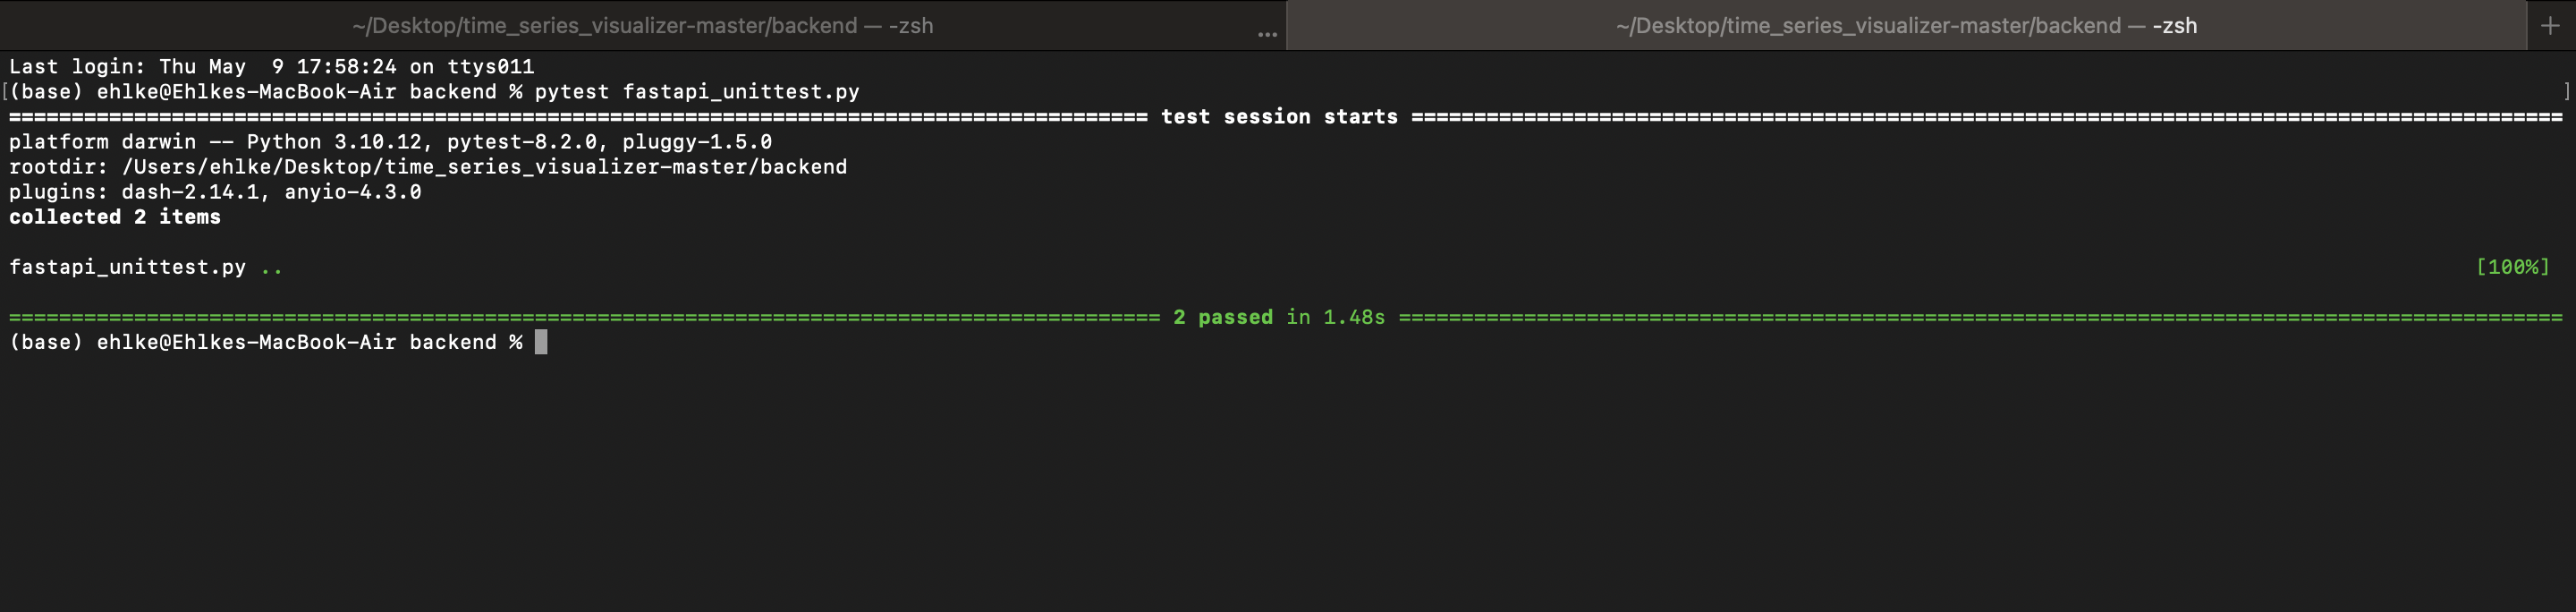 ~/Desktop/time_series_visualizer-master/backend — -zsh ... ~/Desktop/time_series_visualizer-master/backend — -zsh +
Last login: Thu May  9 17:58:24 on ttys011
[(base) ehlke@Ehlkes-MacBook-Air backend % pytest fastapi_unittest.py ]
=========================================================================================== test session starts ============================================================================================
platform darwin -- Python 3.10.12, pytest-8.2.0, pluggy-1.5.0
rootdir: /Users/ehlke/Desktop/time_series_visualizer-master/backend
plugins: dash-2.14.1, anyio-4.3.0
collected 2 items
fastapi_unittest.py .. [100%]
============================================================================================ 2 passed in 1.48s =============================================================================================
(base) ehlke@Ehlkes-MacBook-Air backend %